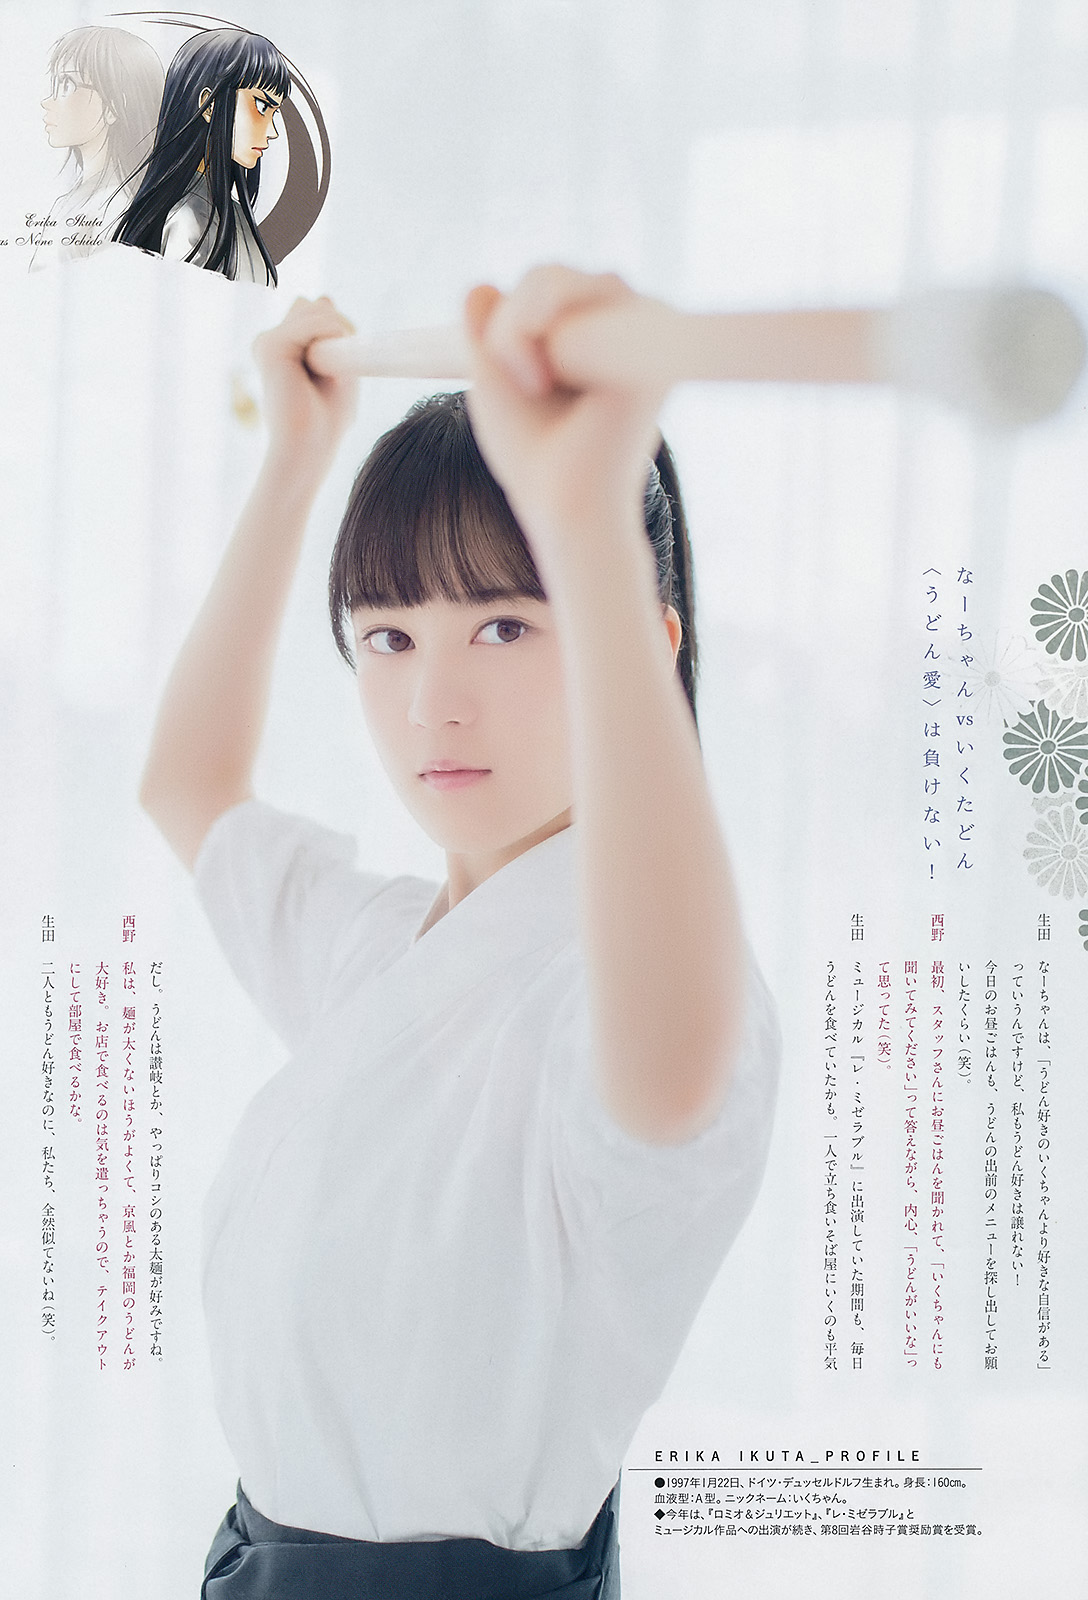 Erika Ikuta
as Nene Ichido
なーちゃんvsいくたどん
〈うどん愛〉は負けない！
生田 なーちゃんは、「うどん好きのいくちゃんより好きな自信がある」
っていうんですけど、私もうどん好きは譲れない！
今日のお昼ごはんも、うどんの出前のメニューを探し出してお願
いしたくらい（笑）。
西野 最初、スタッフさんにお昼ごはんを聞かれて、「いくちゃんにも
聞いてみてください」って答えながら、内心、「うどんがいいな」っ
て思ってた（笑）。
生田 ミュージカル『レ・ミゼラブル』に出演していた期間も、毎日
うどんを食べていたかも。一人で立ち食いそば屋にいくのも平気
だし。うどんは讃岐とか、やっぱりコシのある太麺が好みですね。
西野 私は、麺が太くないほうがよくて、京風とか福岡のうどんが
大好き。お店で食べるのは気を遣っちゃうので、テイクアウト
にして部屋で食べるかな。
生田 二人ともうどん好きなのに、私たち、全然似てないね（笑）。
ERIKA IKUTA_PROFILE
●1997年1月22日、ドイツ・デュッセルドルフ生まれ。身長：160cm。
血液型：A型。ニックネーム：いくちゃん。
◆今年は、『ロミオ＆ジュリエット』、『レ・ミゼラブル』と
ミュージカル作品への出演が続き、第8回岩谷時子賞奨励賞を受賞。